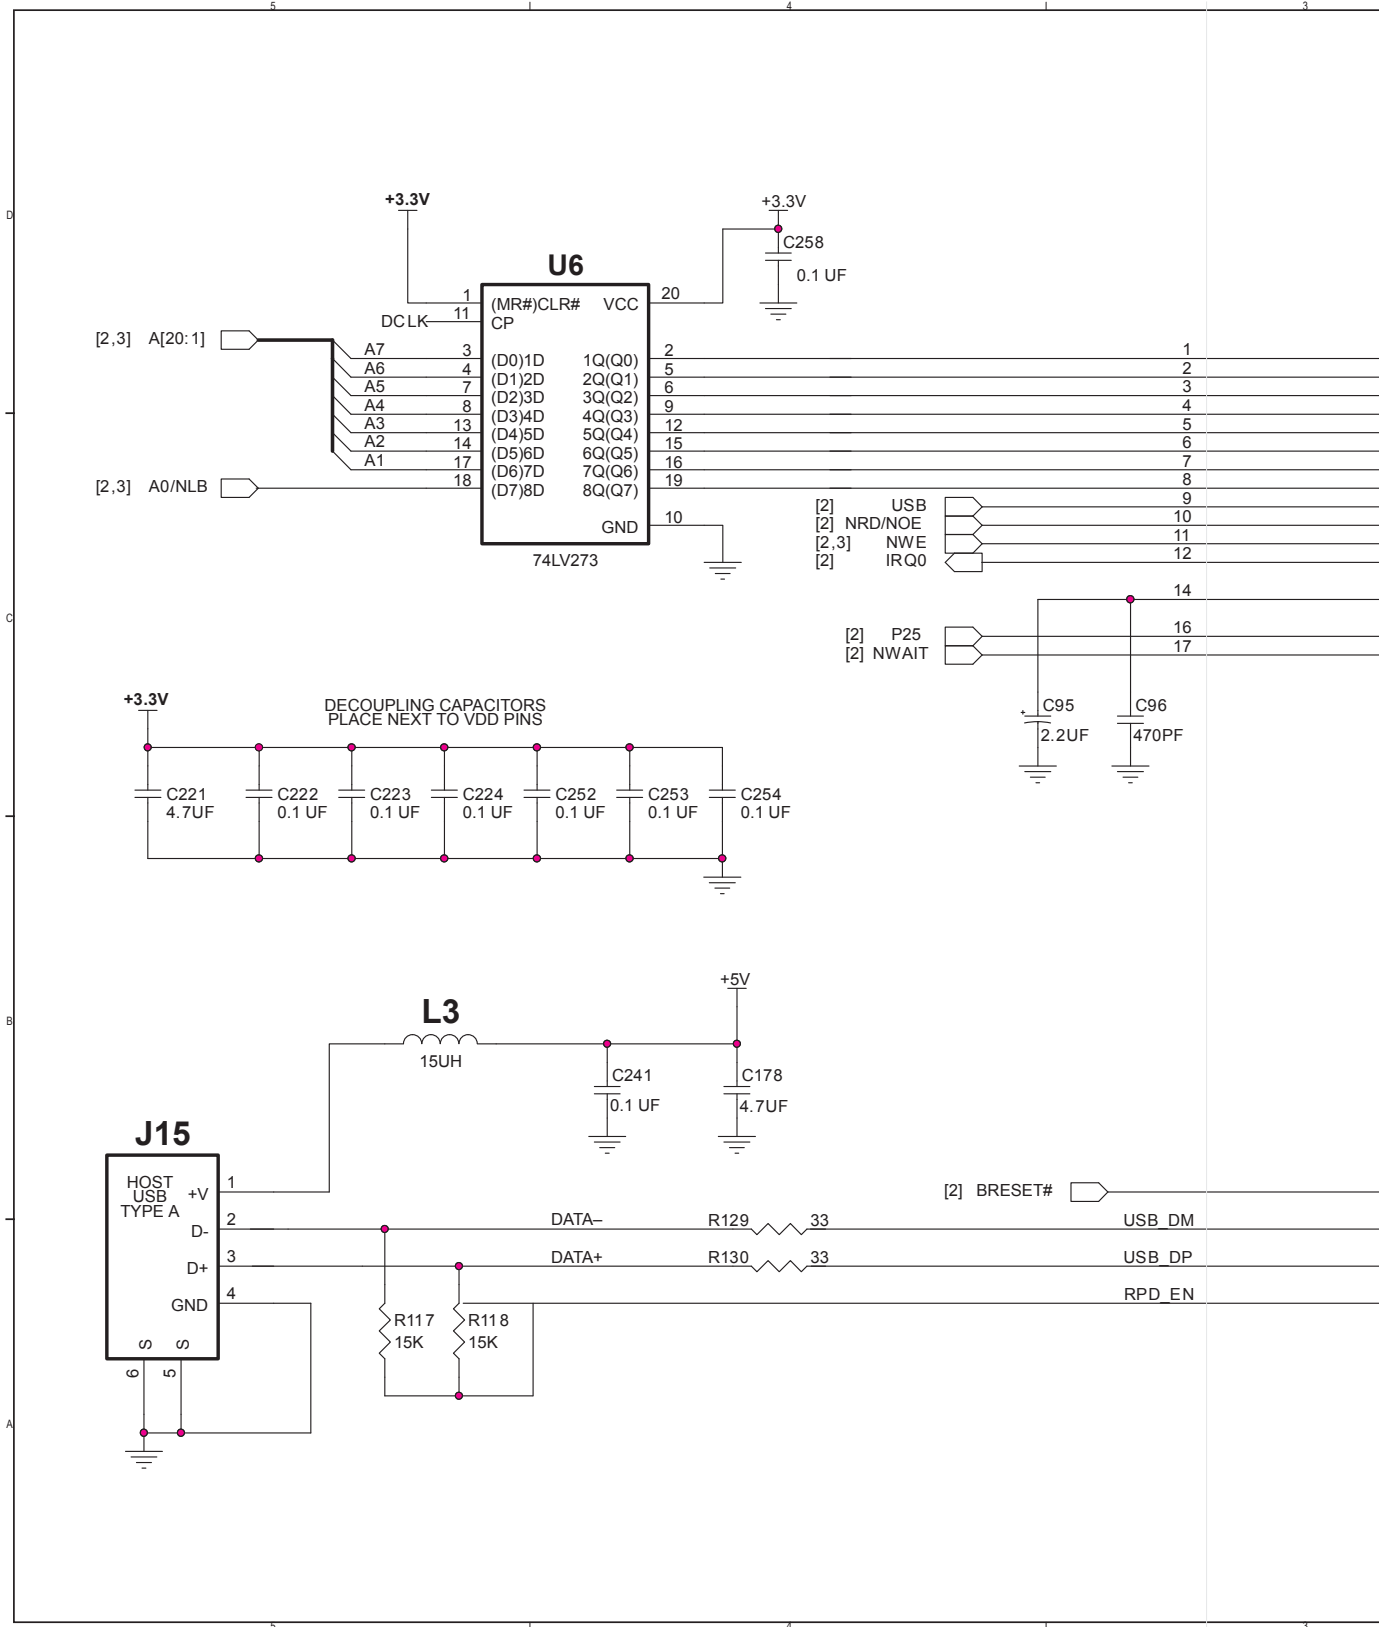 5 4 3
D
+3.3V +3.3V
C258
0.1 UF
U6
1 (MR#)CLR# VCC 20
DCLK 11 CP
[2,3] A[20:1]
A7 3 (D0)1D 1Q(Q0) 2 1
A6 4 (D1)2D 2Q(Q1) 5 2
A5 7 (D2)3D 3Q(Q2) 6 3
A4 8 (D3)4D 4Q(Q3) 9 4
A3 13 (D4)5D 5Q(Q4) 12 5
A2 14 (D5)6D 6Q(Q5) 15 6
A1 17 (D6)7D 7Q(Q6) 16 7
[2,3] A0/NLB 18 (D7)8D 8Q(Q7) 19 8
[2] USB 9
GND 10 [2] NRD/NOE 10
[2,3] NWE 11
74LV273 [2] IRQ0 12
14
C
[2] P25 16
[2] NWAIT 17
+3.3V
DECOUPLING CAPACITORS
PLACE NEXT TO VDD PINS
+ C95 C96
2.2UF 470PF
C221 C222 C223 C224 C252 C253 C254
4.7UF 0.1 UF 0.1 UF 0.1 UF 0.1 UF 0.1 UF 0.1 UF
+5V
L3
B
15UH
C241 C178
0.1 UF 4.7UF
J15
HOST
USB
TYPE A
+V 1
[2] BRESET#
D- 2 DATA– R129 33 USB_DM
D+ 3 DATA+ R130 33 USB_DP
GND 4 RPD_EN
R117 R118
15K 15K
S S
6 5
A
5 4 3